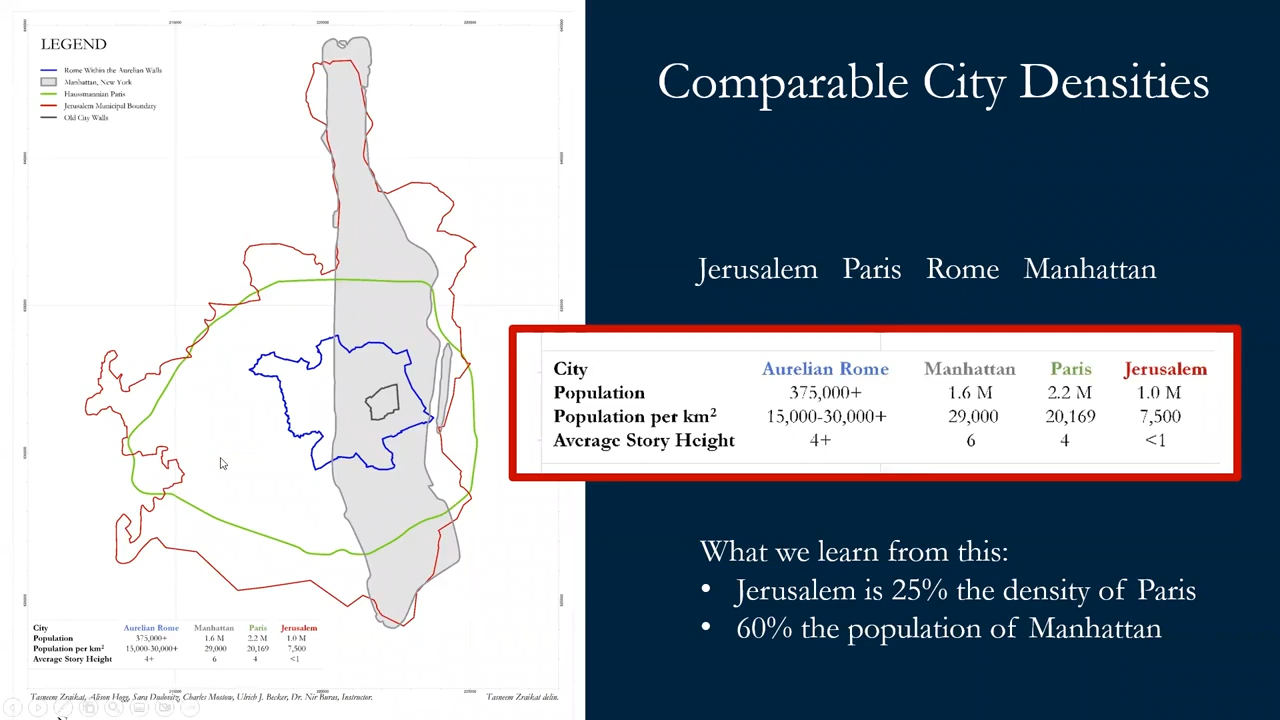 LEGEND
Rome Within the Aurelian Walls
Manhattan, New York
Haussmannian Paris
Jerusalem Municipal Boundary
Old City Walls
City Aurelian Rome Manhattan Paris Jerusalem
Population 375,000+ 1.6 M 2.2 M 1.0 M
Population per km² 15,000-30,000+ 29,000 20,169 7,500
Average Story Height 4+ 6 4 <1
Tasneem Zraikat, Alison Hogg, Sara Dudovitz, Charles Mostow, Ulrich J. Becker, Dr. Nir Buras, Instructor.
Tasneem Zraikat delin.
Comparable City Densities
Jerusalem Paris Rome Manhattan
City Aurelian Rome Manhattan Paris Jerusalem
Population 375,000+ 1.6 M 2.2 M 1.0 M
Population per km² 15,000-30,000+ 29,000 20,169 7,500
Average Story Height 4+ 6 4 <1
What we learn from this:
• Jerusalem is 25% the density of Paris
• 60% the population of Manhattan